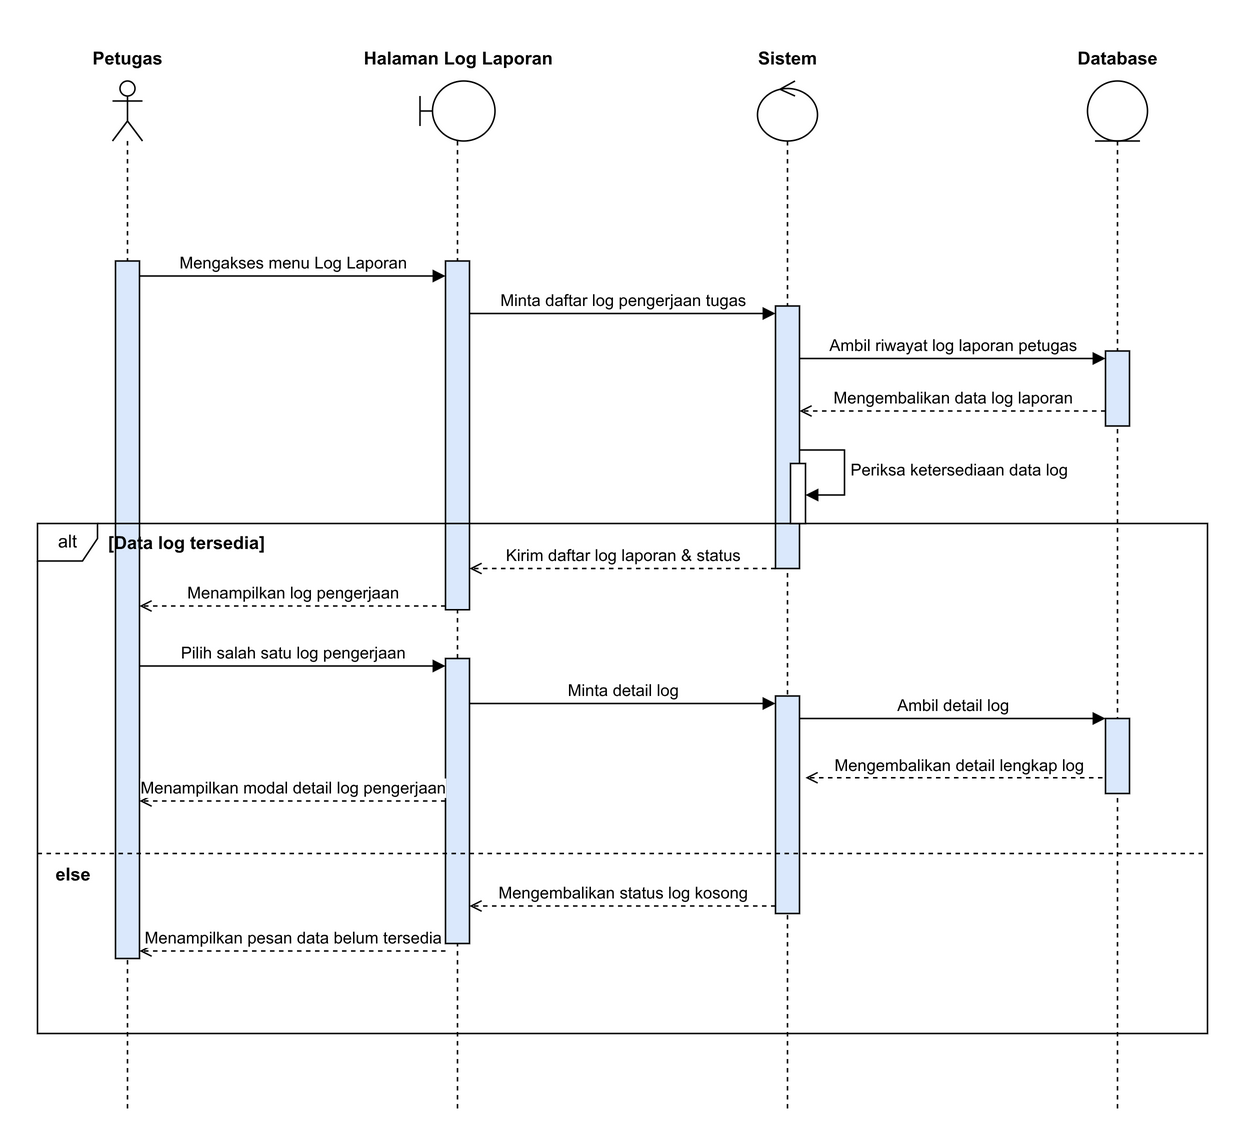 Petugas
Halaman Log Laporan
Sistem
Database
Mengakses menu Log Laporan
Minta daftar log pengerjaan tugas
Ambil riwayat log laporan petugas
Mengembalikan data log laporan
Periksa ketersediaan data log
alt
[Data log tersedia]
Kirim daftar log laporan & status
Menampilkan log pengerjaan
Pilih salah satu log pengerjaan
Minta detail log
Ambil detail log
Mengembalikan detail lengkap log
Menampilkan modal detail log pengerjaan
else
Mengembalikan status log kosong
Menampilkan pesan data belum tersedia